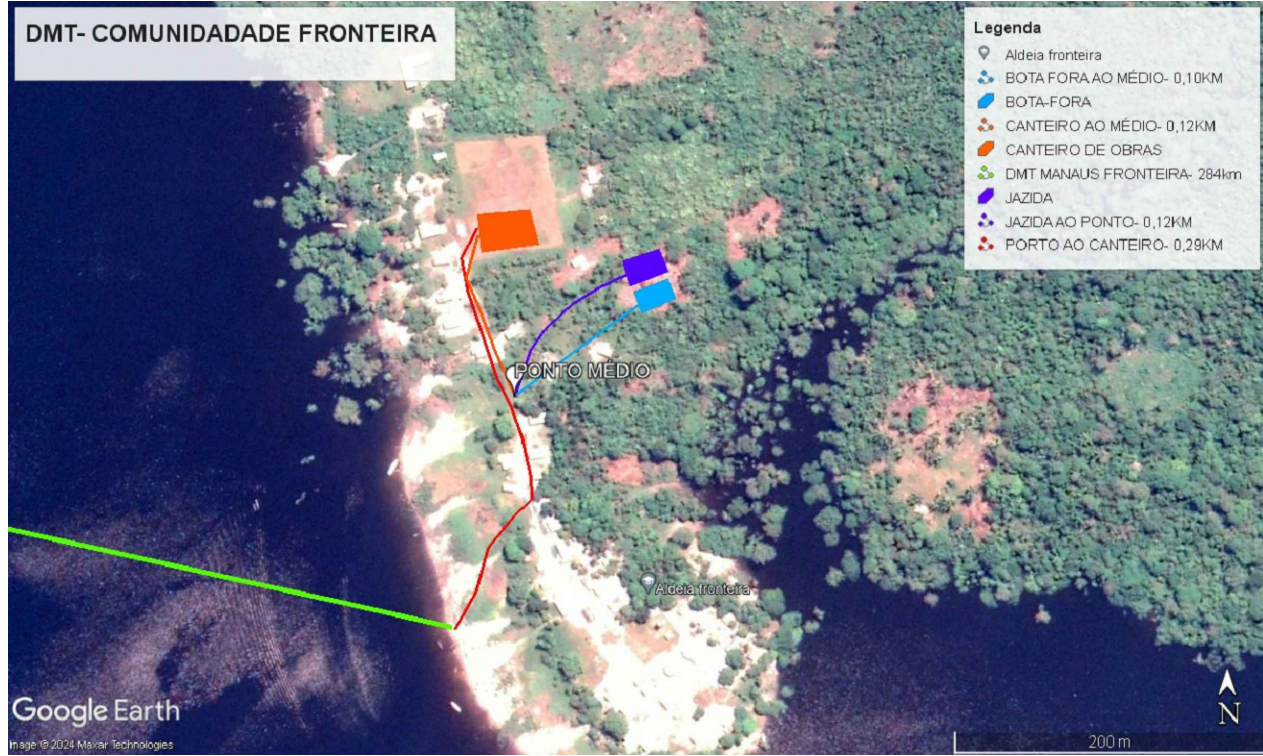 DMT- COMUNIDADADE FRONTEIRA
Legenda
Aldeia fronteira
BOTA FORA AO MÉDIO- 0,10KM
BOTA-FORA
CANTEIRO AO MÉDIO- 0,12KM
CANTEIRO DE OBRAS
DMT MANAUS FRONTEIRA- 284km
JAZIDA
JAZIDA AO PONTO- 0,12KM
PORTO AO CANTEIRO- 0,29KM
PONTO MÉDIO
Aldeia fronteira
Google Earth
Image © 2024 Maxar Technologies
N
200 m